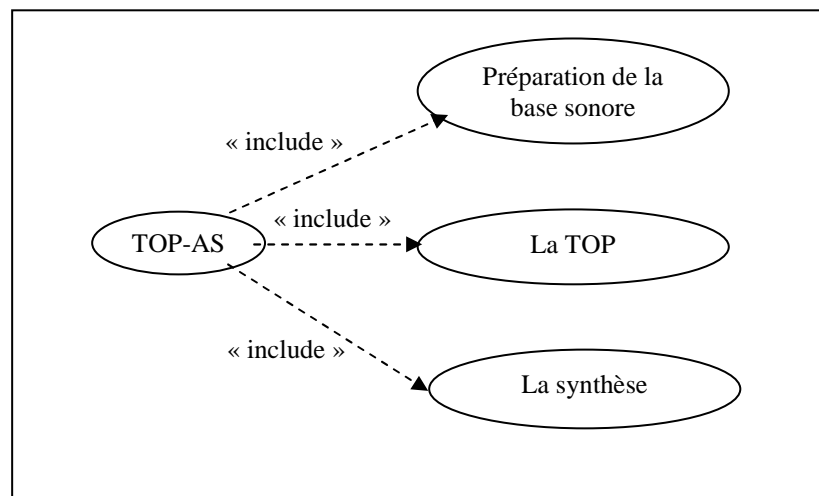 Préparation de la
base sonore
« include »
« include »
TOP-AS
La TOP
« include »
La synthèse